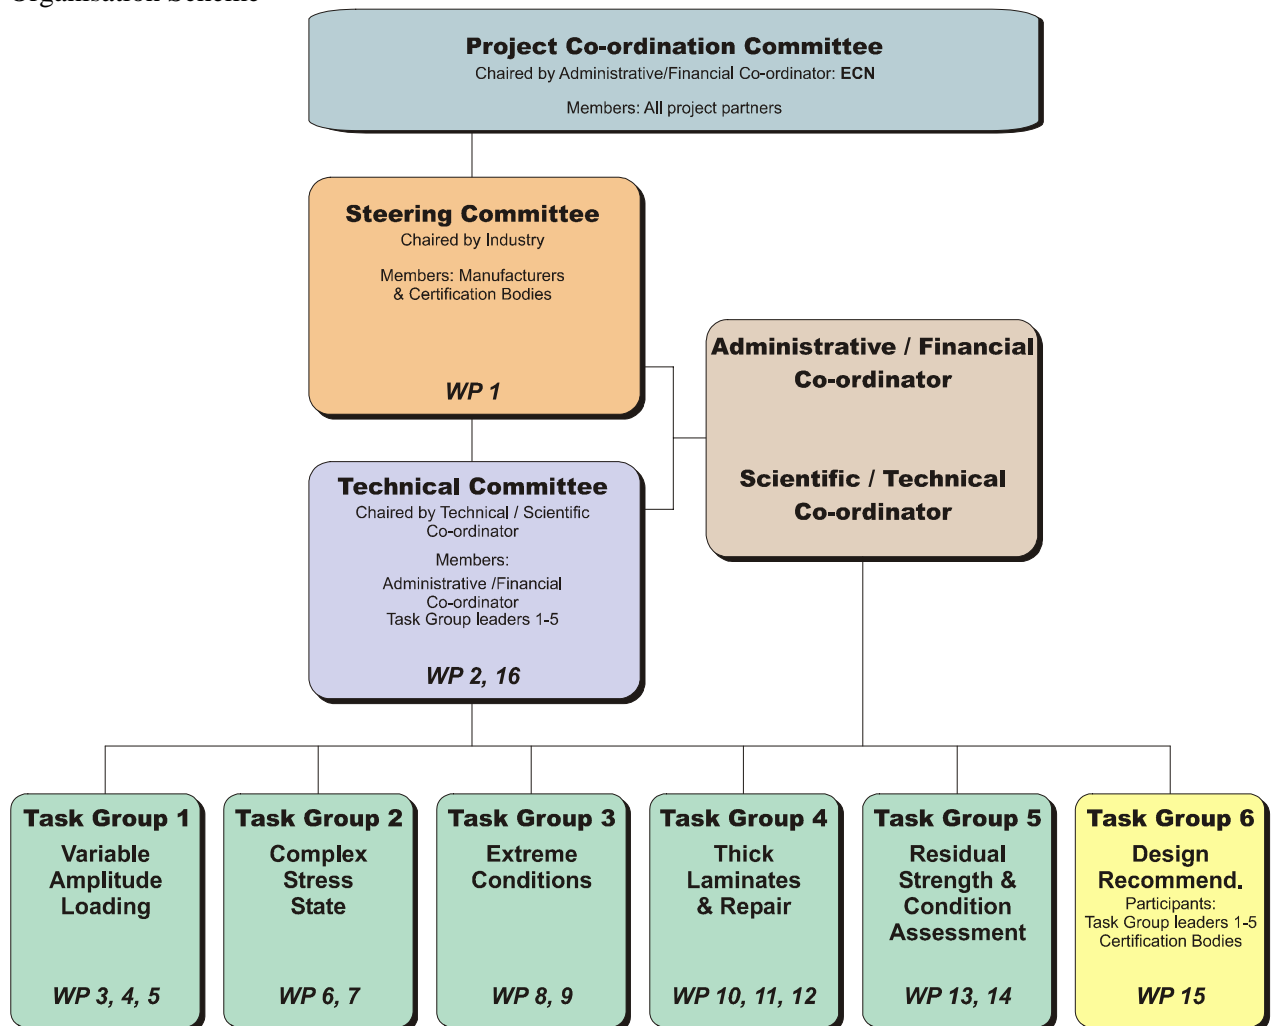 Organisation Scheme
Project Co-ordination Committee
Chaired by Administrative/Financial Co-ordinator: ECN
Members: All project partners
Steering Committee
Chaired by Industry
Members: Manufacturers
& Certification Bodies
WP 1
Administrative / Financial
Co-ordinator
Scientific / Technical
Co-ordinator
Technical Committee
Chaired by Technical / Scientific
Co-ordinator
Members:
Administrative /Financial
Co-ordinator
Task Group leaders 1-5
WP 2, 16
Task Group 1
Variable
Amplitude
Loading
WP 3, 4, 5
Task Group 2
Complex
Stress
State
WP 6, 7
Task Group 3
Extreme
Conditions
WP 8, 9
Task Group 4
Thick
Laminates
& Repair
WP 10, 11, 12
Task Group 5
Residual
Strength &
Condition
Assessment
WP 13, 14
Task Group 6
Design
Recommend.
Participants:
Task Group leaders 1-5
Certification Bodies
WP 15